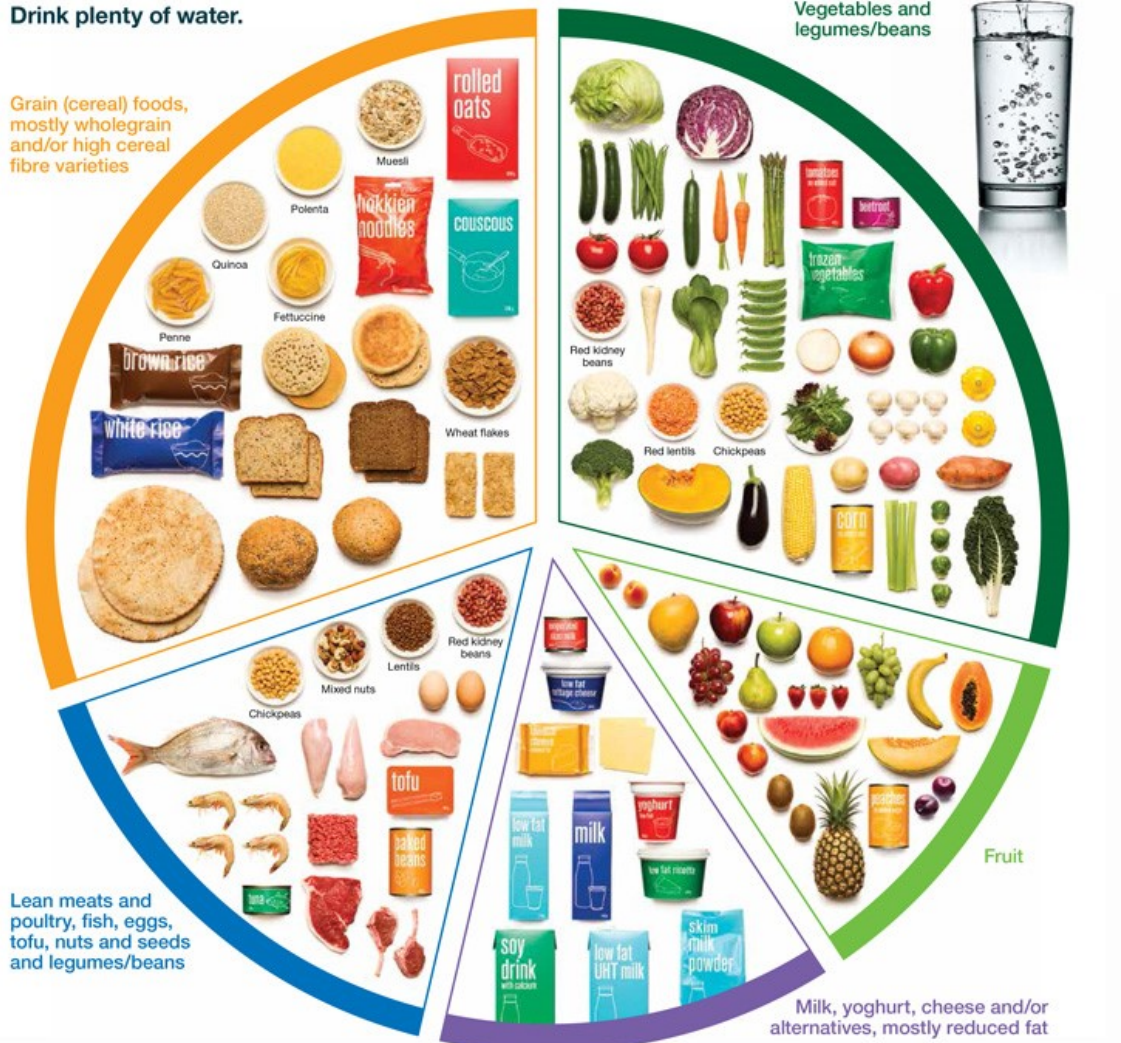 Drink plenty of water.
Vegetables and
legumes/beans
Grain (cereal) foods,
mostly wholegrain
and/or high cereal
fibre varieties
rolled
oats
Muesli
Polenta
hokkien
noodles
couscous
Quinoa
Fettuccine
Penne
brown rice
white rice
Wheat flakes
tomatoes
beetroot
frozen
vegetables
Red kidney
beans
Red lentils
Chickpeas
corn
Red kidney
beans
Lentils
Mixed nuts
Chickpeas
tofu
baked
beans
tuna
Lean meats and
poultry, fish, eggs,
tofu, nuts and seeds
and legumes/beans
low fat
cottage cheese
yoghurt
low fat
low fat
milk
milk
low fat ricotta
soy
drink
with calcium
low fat
UHT milk
skim
milk
powder
peaches
Fruit
Milk, yoghurt, cheese and/or
alternatives, mostly reduced fat